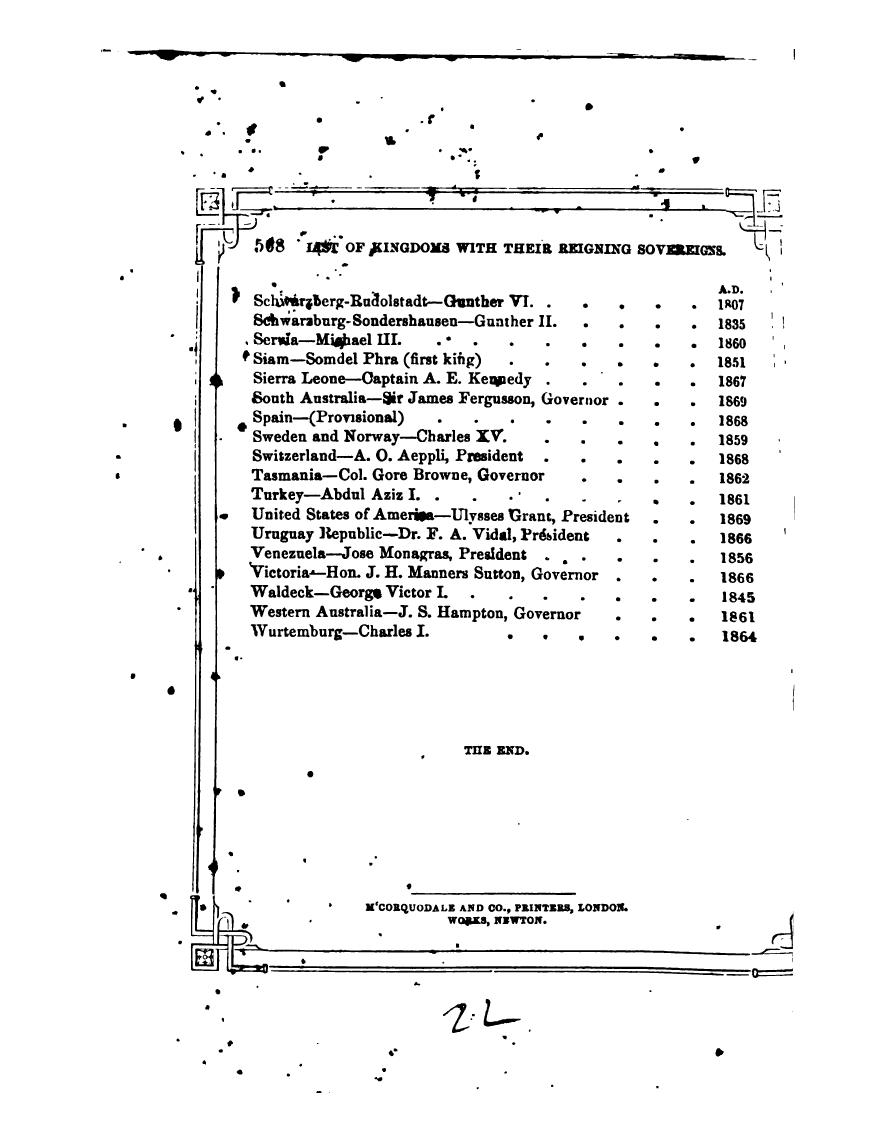 568 LIST OF KINGDOMS WITH THEIR REIGNING SOVEREIGNS.
A.D.
Schwarzberg-Rudolstadt—Gunther VI. . . . . . 1807
Schwarzburg-Sondershausen—Gunther II. . . . . 1835
Servia—Michael III. . . . . . . . 1860
Siam—Somdel Phra (first king) . . . . . . 1851
Sierra Leone—Captain A. E. Kennedy . . . . . 1867
South Australia—Sir James Fergusson, Governor . . . 1869
Spain—(Provisional) . . . . . . . . 1868
Sweden and Norway—Charles XV. . . . . . 1859
Switzerland—A. O. Aeppli, President . . . . . 1868
Tasmania—Col. Gore Browne, Governor . . . . 1862
Turkey—Abdul Aziz I. . . . . . . . . 1861
United States of America—Ulysses Grant, President . . 1869
Uruguay Republic—Dr. F. A. Vidal, President . . . 1866
Venezuela—Jose Monagras, President . . . . . 1856
Victoria—Hon. J. H. Manners Sutton, Governor . . . 1866
Waldeck—George Victor I. . . . . . . . 1845
Western Australia—J. S. Hampton, Governor . . . 1861
Wurtemburg—Charles I. . . . . . . 1864
THE END.
M'CORQUODALE AND CO., PRINTERS, LONDON.
WORKS, NEWTON.
2L